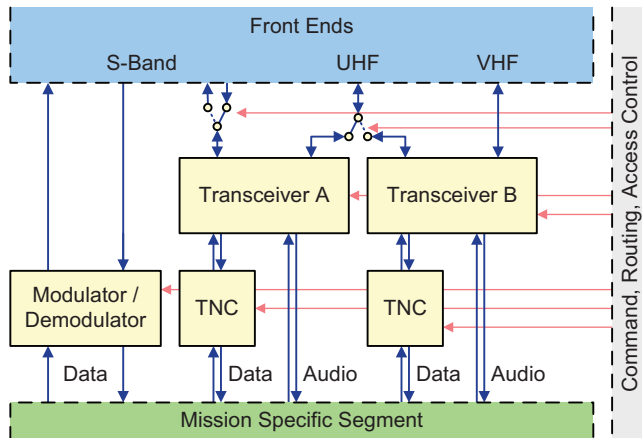 Front Ends
S-Band
UHF
VHF
Transceiver A
Transceiver B
Modulator /
Demodulator
TNC
TNC
Data
Data
Audio
Data
Audio
Mission Specific Segment
Command, Routing, Access Control